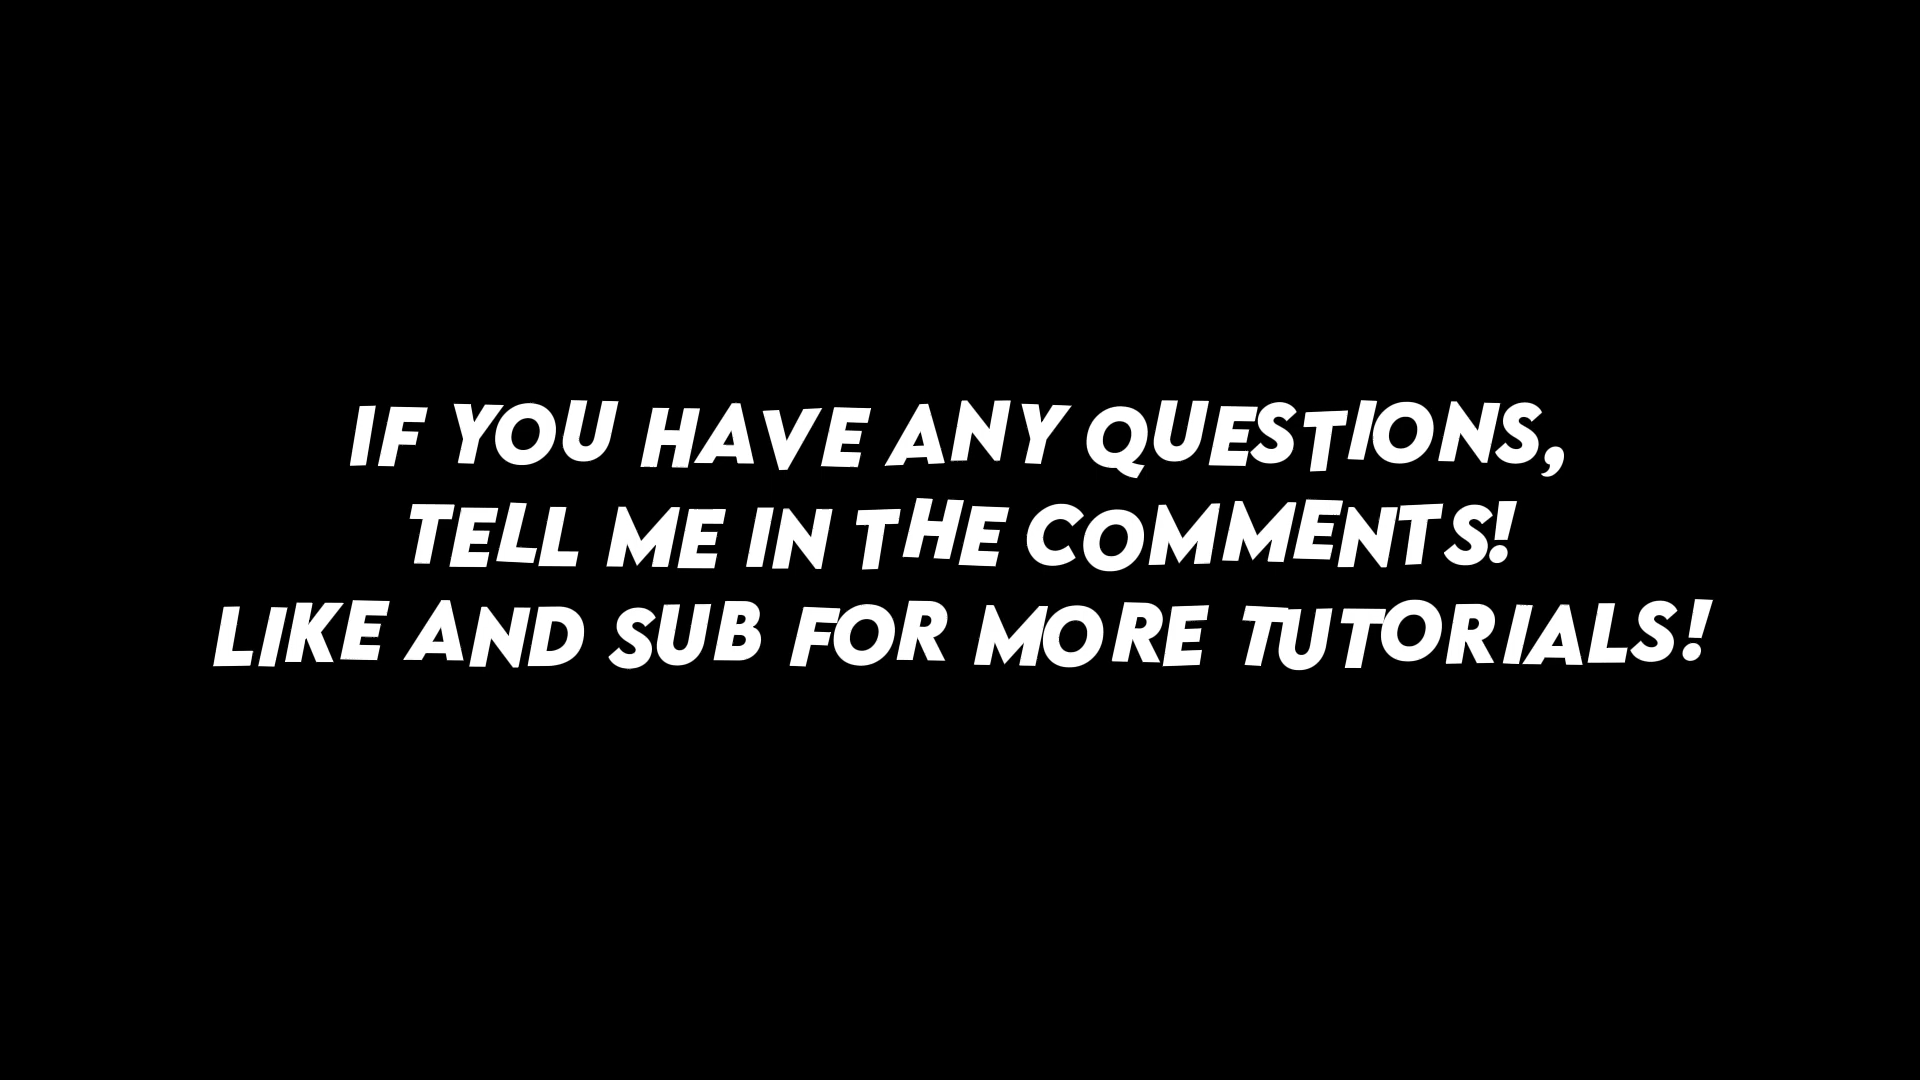 IF YOU HAVE ANY QUESTIONS,
TELL ME IN THE COMMENTS!
LIKE AND SUB FOR MORE TUTORIALS!